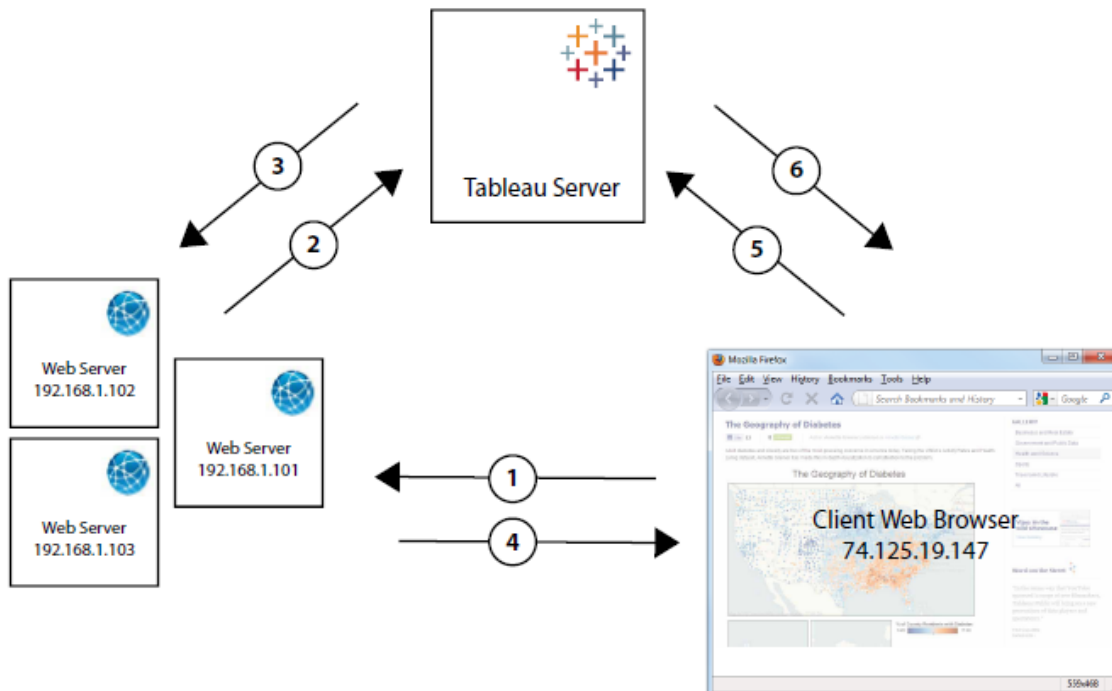 Tableau Server
3
6
2
5
Web Server
192.168.1.102
Web Server
192.168.1.101
Web Server
192.168.1.103
1
4
Mozilla Firefox
File Edit View History Bookmarks Tools Help
Search Bookmarks and History
Google
The Geography of Diabetes
The Geography of Diabetes
Client Web Browser
74.125.19.147